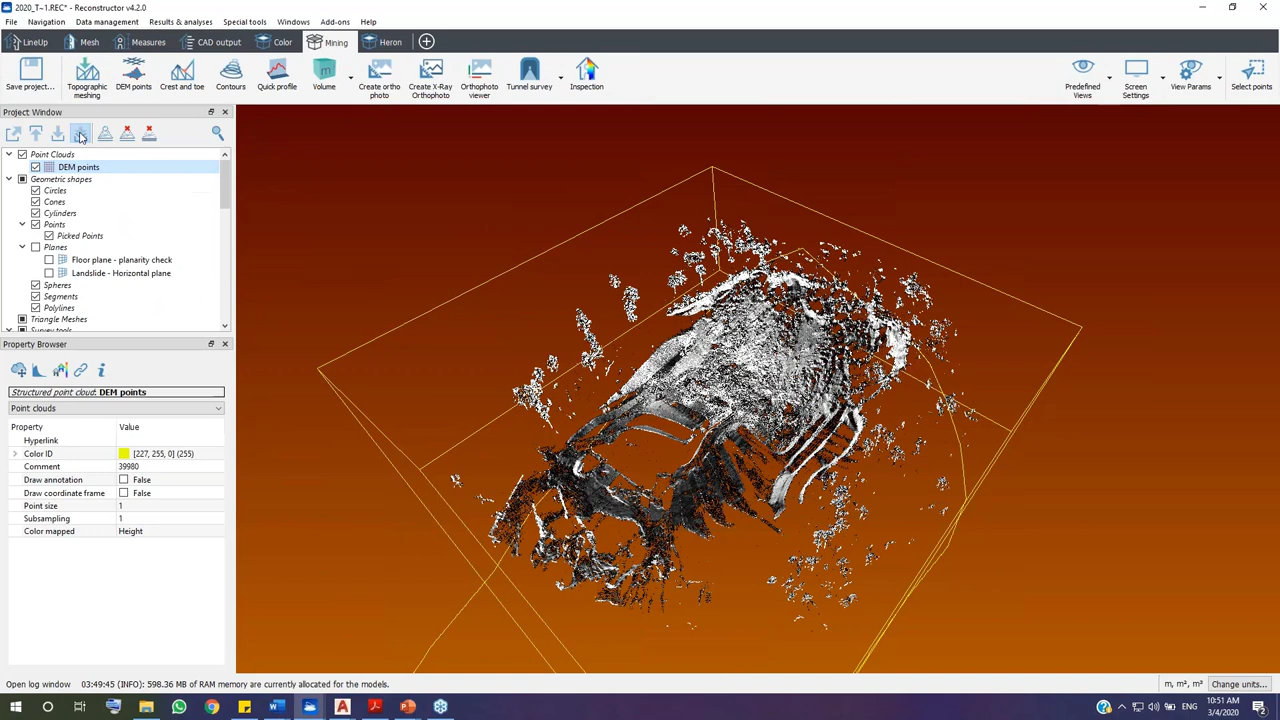 2020_T~1.REC* - Reconstructor v4.2.0
File Navigation Data management Results & analyses Special tools Windows Add-ons Help
LineUp Mesh Measures CAD output Color Mining Heron
Save project... Topographic meshing DEM points Crest and toe Contours Quick profile Volume Create ortho photo Create X-Ray Orthophoto Orthophoto viewer Tunnel survey Inspection Predefined Views Screen Settings View Params Select points
Project Window
Point Clouds
DEM points
Geometric shapes
Circles
Cones
Cylinders
Points
Picked Points
Planes
Floor plane - planarity check
Landslide - Horizontal plane
Spheres
Segments
Polylines
Triangle Meshes
Survey tools
Property Browser
Structured point cloud: DEM points
Point clouds
Property Value
Hyperlink
Color ID [227, 255, 0] (255)
Comment 39980
Draw annotation False
Draw coordinate frame False
Point size 1
Subsampling 1
Color mapped Height
Open log window 03:49:45 (INFO): 598.36 MB of RAM memory are currently allocated for the models. m, m², m³ Change units...
ENG 10:51 AM
3/4/2020